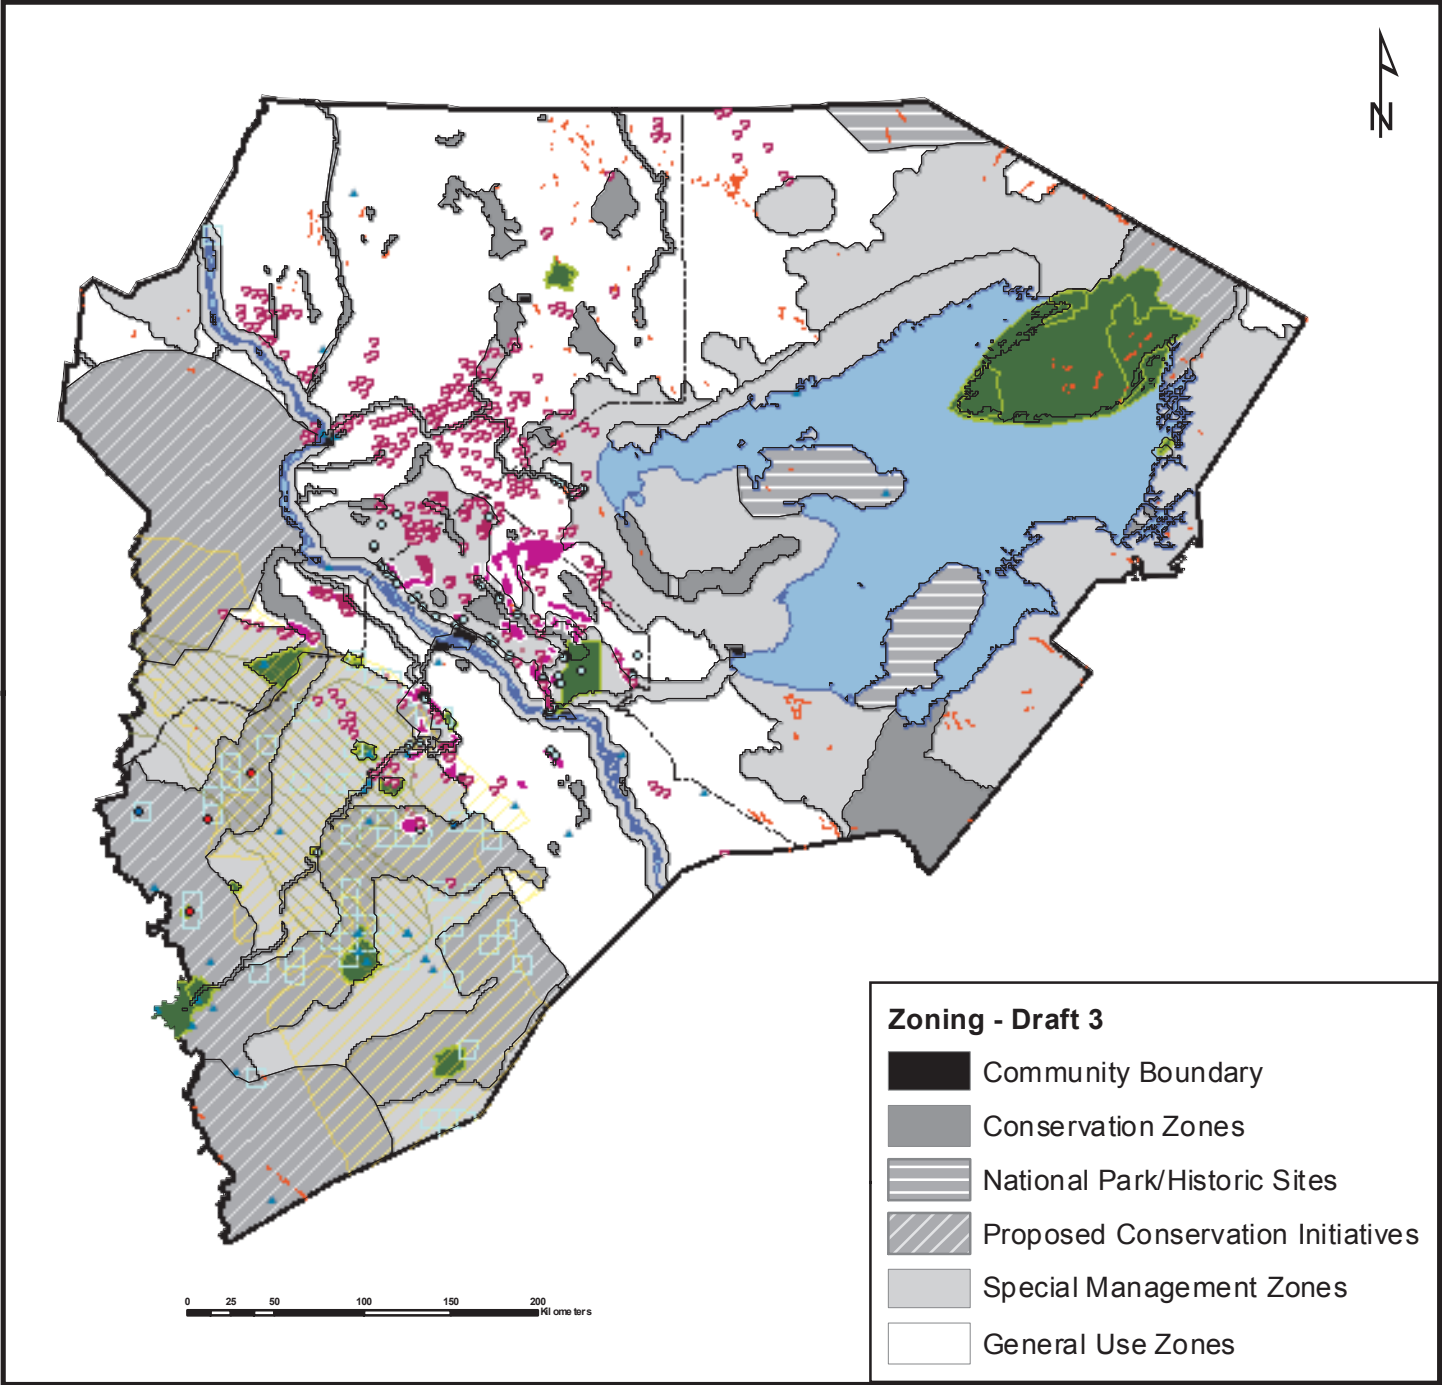 N
Zoning - Draft 3
Community Boundary
Conservation Zones
National Park/Historic Sites
Proposed Conservation Initiatives
Special Management Zones
General Use Zones
0 25 50 100 150 200
Kilometers